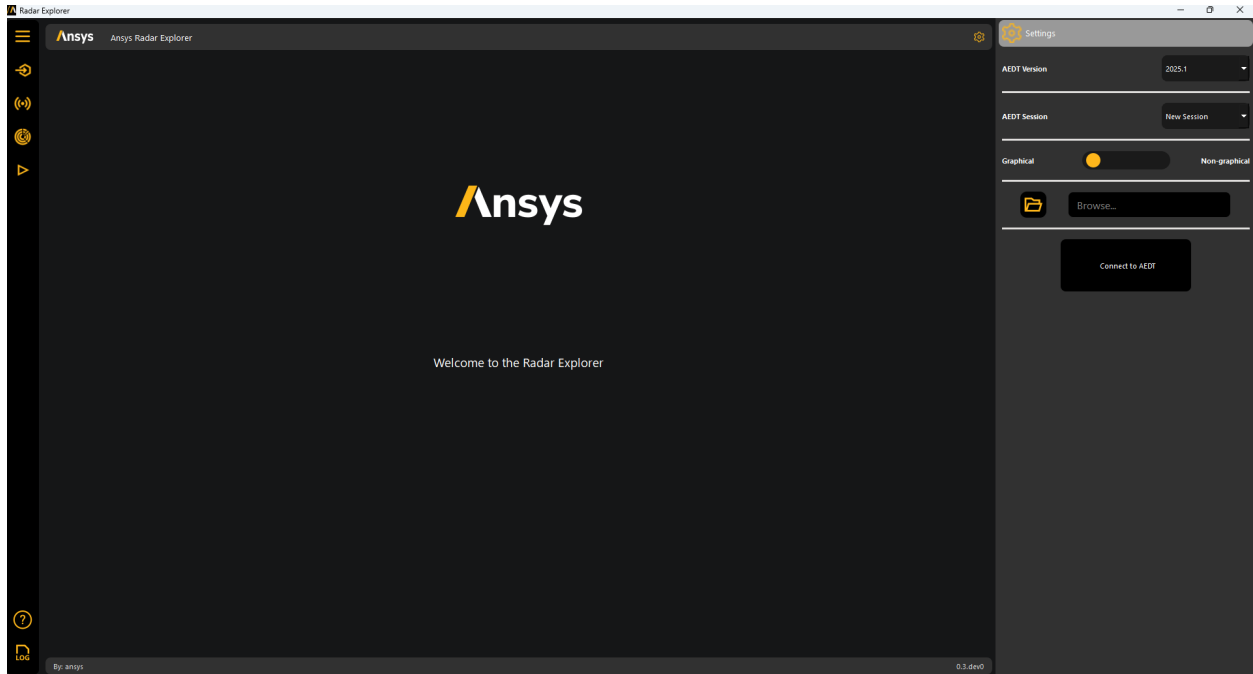 Radar Explorer
Ansys Ansys Radar Explorer
Settings
AEDT Version 2025.1
AEDT Session New Session
Graphical Non-graphical
Browse...
Connect to AEDT
Ansys
Welcome to the Radar Explorer
?
LOG
By: ansys 0.3.dev0